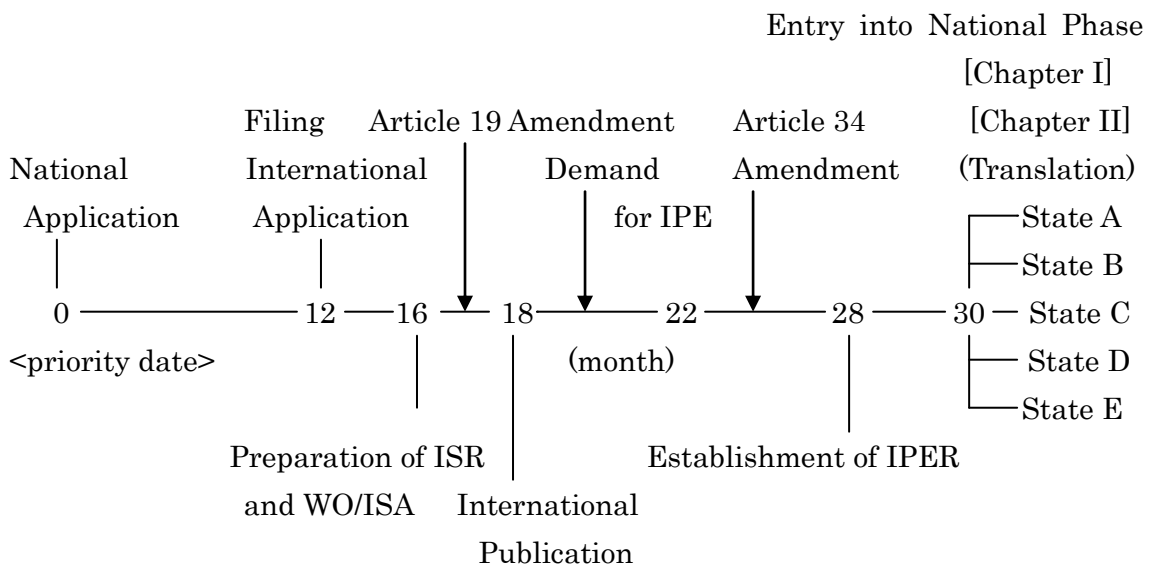 Entry into National Phase
[Chapter I]
Filing Article 19 Amendment Article 34 [Chapter II]
National International Demand Amendment (Translation)
Application Application for IPE State A
State B
0 12 16 18 22 28 30 State C
<priority date> (month) State D
State E
Preparation of ISR Establishment of IPER
and WO/ISA International
Publication